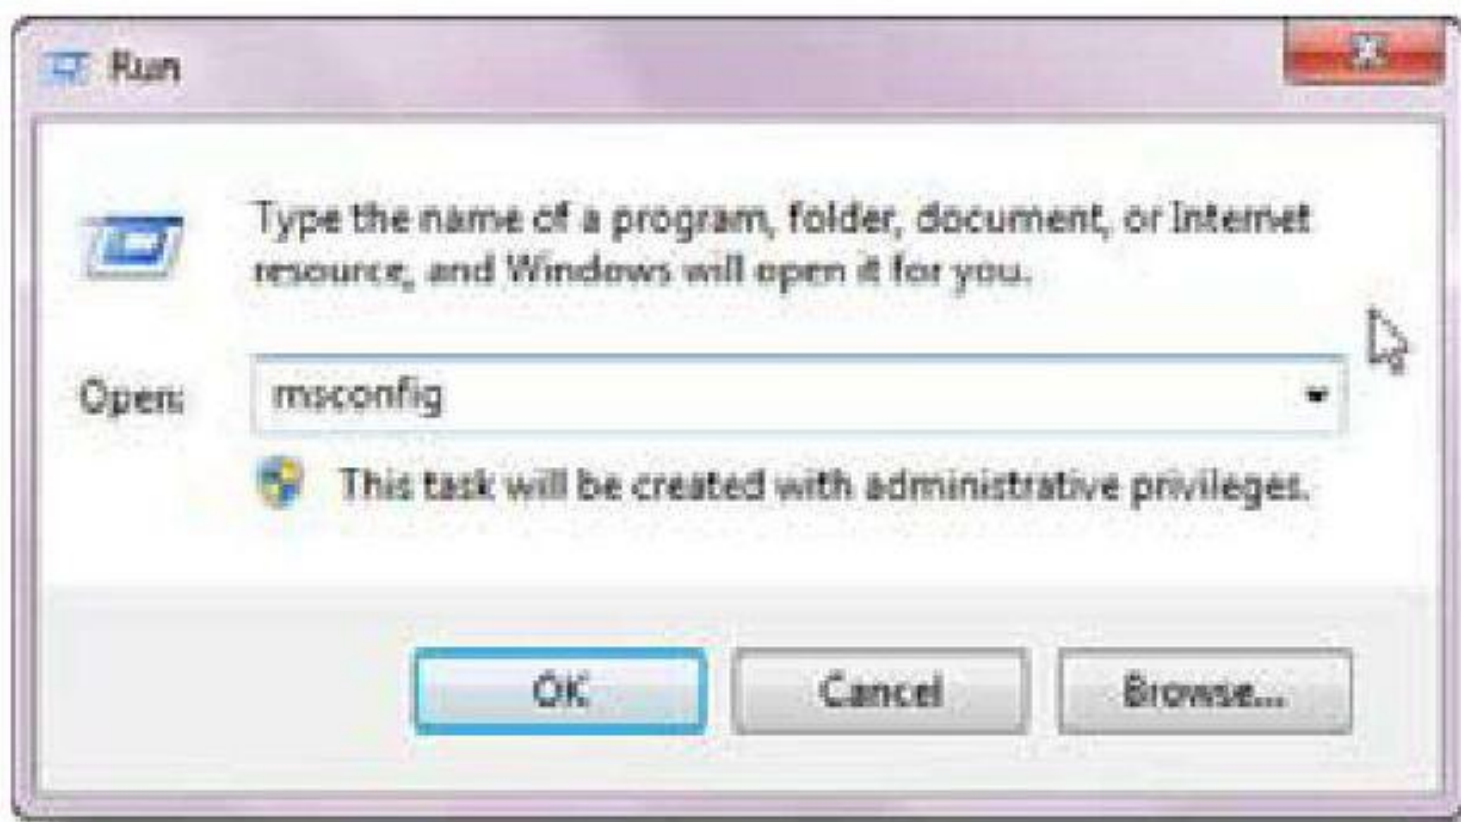 Run
Type the name of a program, folder, document, or Internet
resource, and Windows will open it for you.
Open:
msconfig
This task will be created with administrative privileges.
OK
Cancel
Browse...